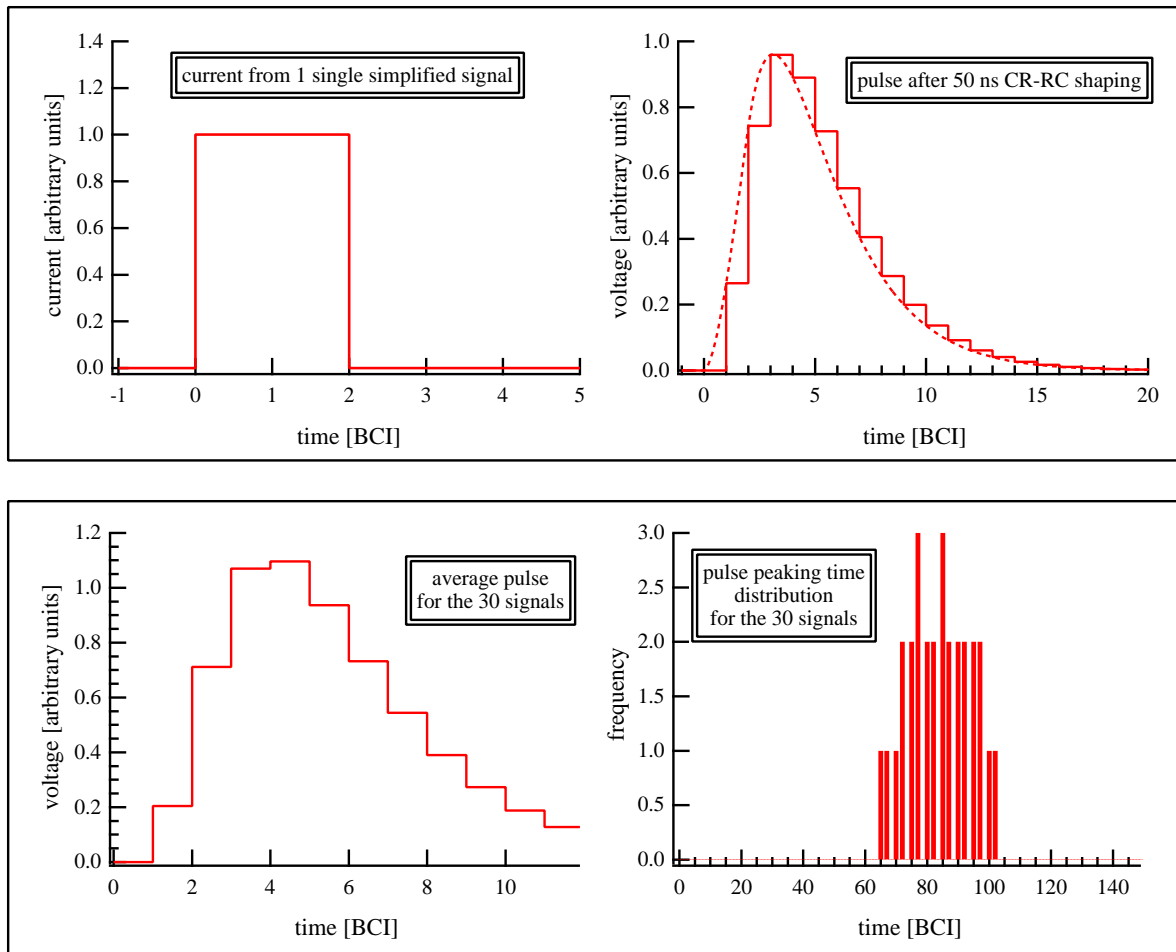 1.4
1.2
1.0
0.8
0.6
0.4
0.2
0.0
current [arbitrary units]
current from 1 single simplified signal
-1 0 1 2 3 4 5
time [BCI]
1.0
0.8
0.6
0.4
0.2
0.0
voltage [arbitrary units]
pulse after 50 ns CR-RC shaping
0 5 10 15 20
time [BCI]
1.2
1.0
0.8
0.6
0.4
0.2
0.0
voltage [arbitrary units]
average pulse
for the 30 signals
0 2 4 6 8 10
time [BCI]
3.0
2.5
2.0
1.5
1.0
0.5
0.0
frequency
pulse peaking time
distribution
for the 30 signals
0 20 40 60 80 100 120 140
time [BCI]